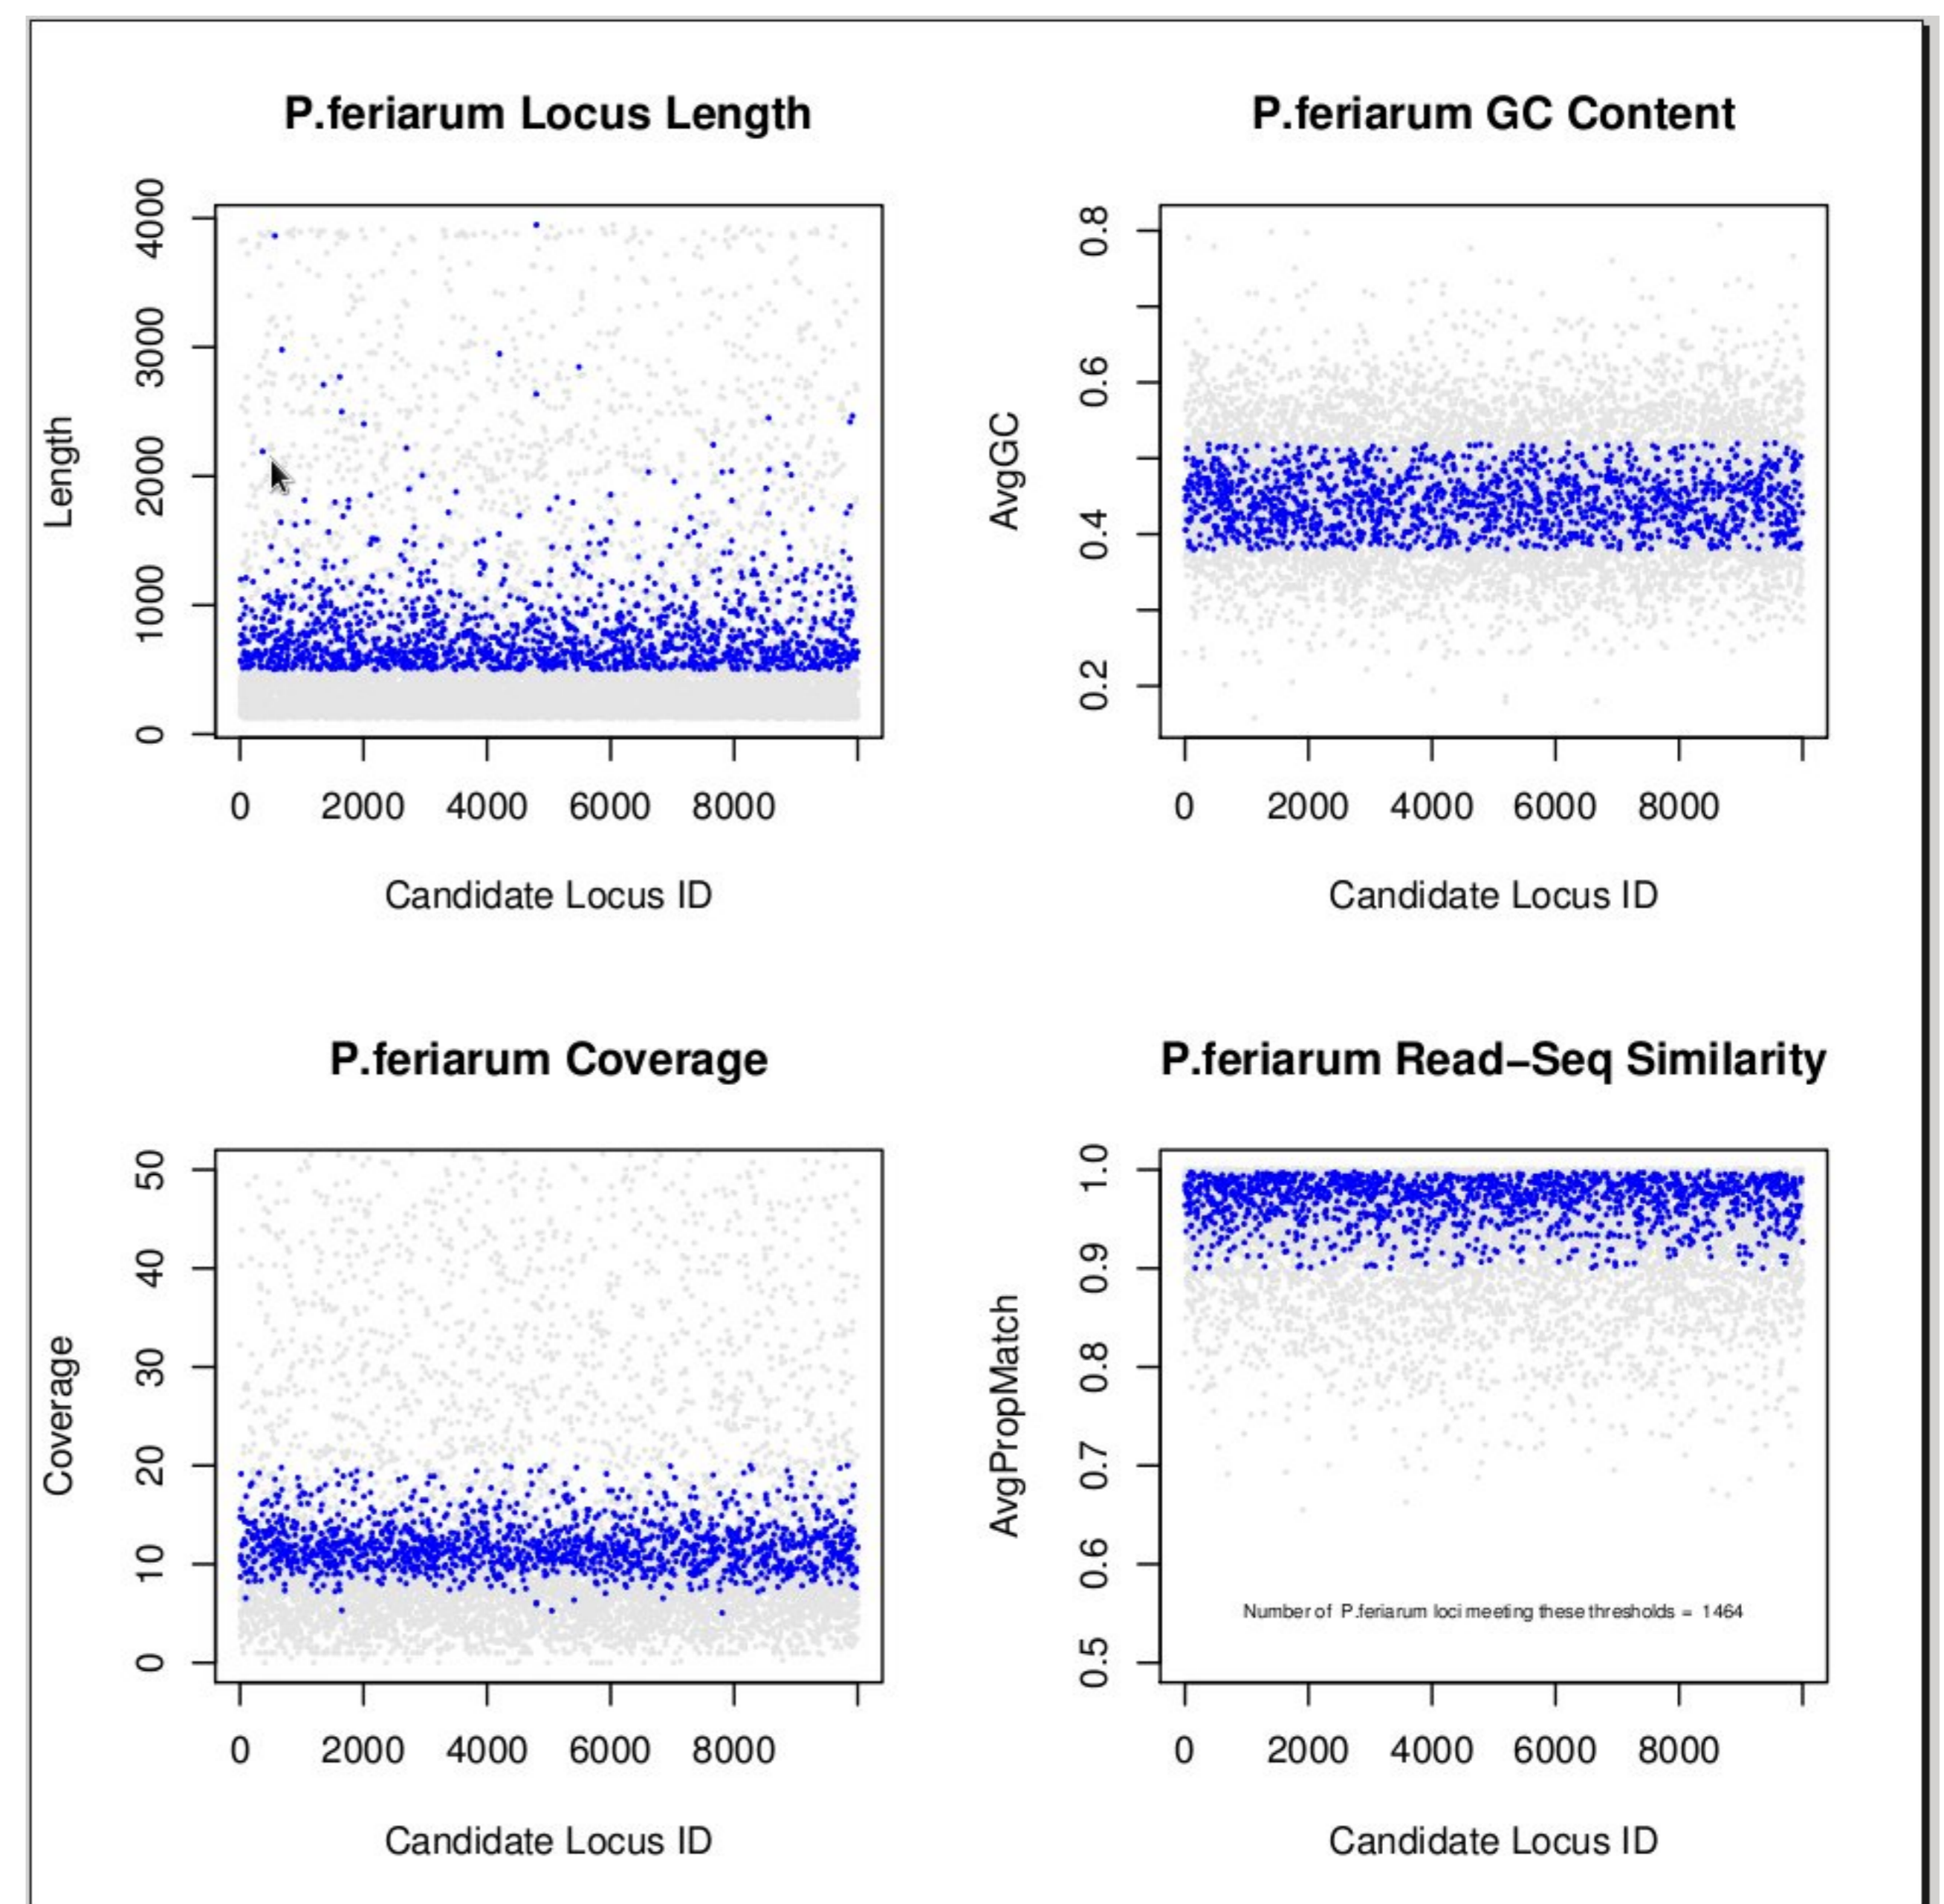 P.feriarum Locus Length
4000
3000
2000
1000
0
Length
0 2000 4000 6000 8000
Candidate Locus ID
P.feriarum GC Content
0.8
0.6
0.4
0.2
AvgGC
0 2000 4000 6000 8000
Candidate Locus ID
P.feriarum Coverage
50
40
30
20
10
0
Coverage
0 2000 4000 6000 8000
Candidate Locus ID
P.feriarum Read−Seq Similarity
1.0
0.9
0.8
0.7
0.6
0.5
AvgPropMatch
Number of P.feriarum loci meeting these thresholds = 1464
0 2000 4000 6000 8000
Candidate Locus ID